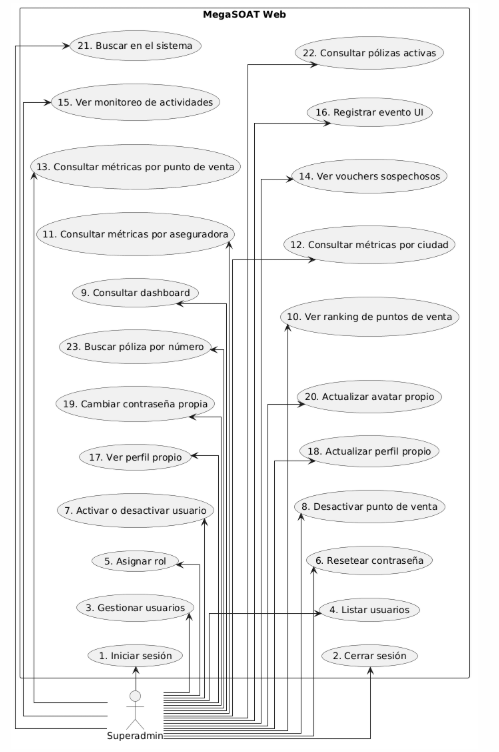 MegaSOAT Web
21. Buscar en el sistema
22. Consultar pólizas activas
15. Ver monitoreo de actividades
16. Registrar evento UI
13. Consultar métricas por punto de venta
14. Ver vouchers sospechosos
11. Consultar métricas por aseguradora
12. Consultar métricas por ciudad
9. Consultar dashboard
10. Ver ranking de puntos de venta
23. Buscar póliza por número
19. Cambiar contraseña propia
20. Actualizar avatar propio
17. Ver perfil propio
18. Actualizar perfil propio
7. Activar o desactivar usuario
8. Desactivar punto de venta
5. Asignar rol
6. Resetear contraseña
3. Gestionar usuarios
4. Listar usuarios
1. Iniciar sesión
2. Cerrar sesión
Superadmin